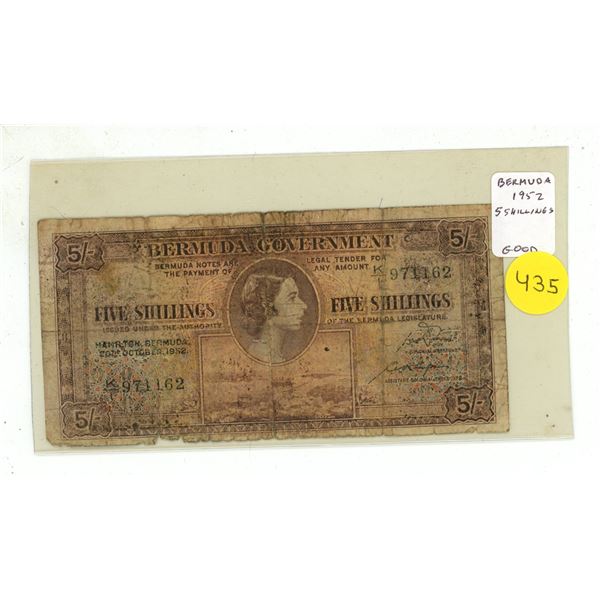 BERMUDA
1952
5 SHILLINGS
GOOD
435
5/-
5/-
BERMUDA GOVERNMENT
BERMUDA NOTES ARE LEGAL TENDER FOR
THE PAYMENT OF ANY AMOUNT
K/1 971162
FIVE SHILLINGS FIVE SHILLINGS
ISSUED UNDER THE AUTHORITY OF THE BERMUDA LEGISLATURE
HAMILTON, BERMUDA,
20TH OCTOBER, 1952.
K/1 971162
5/-
5/-